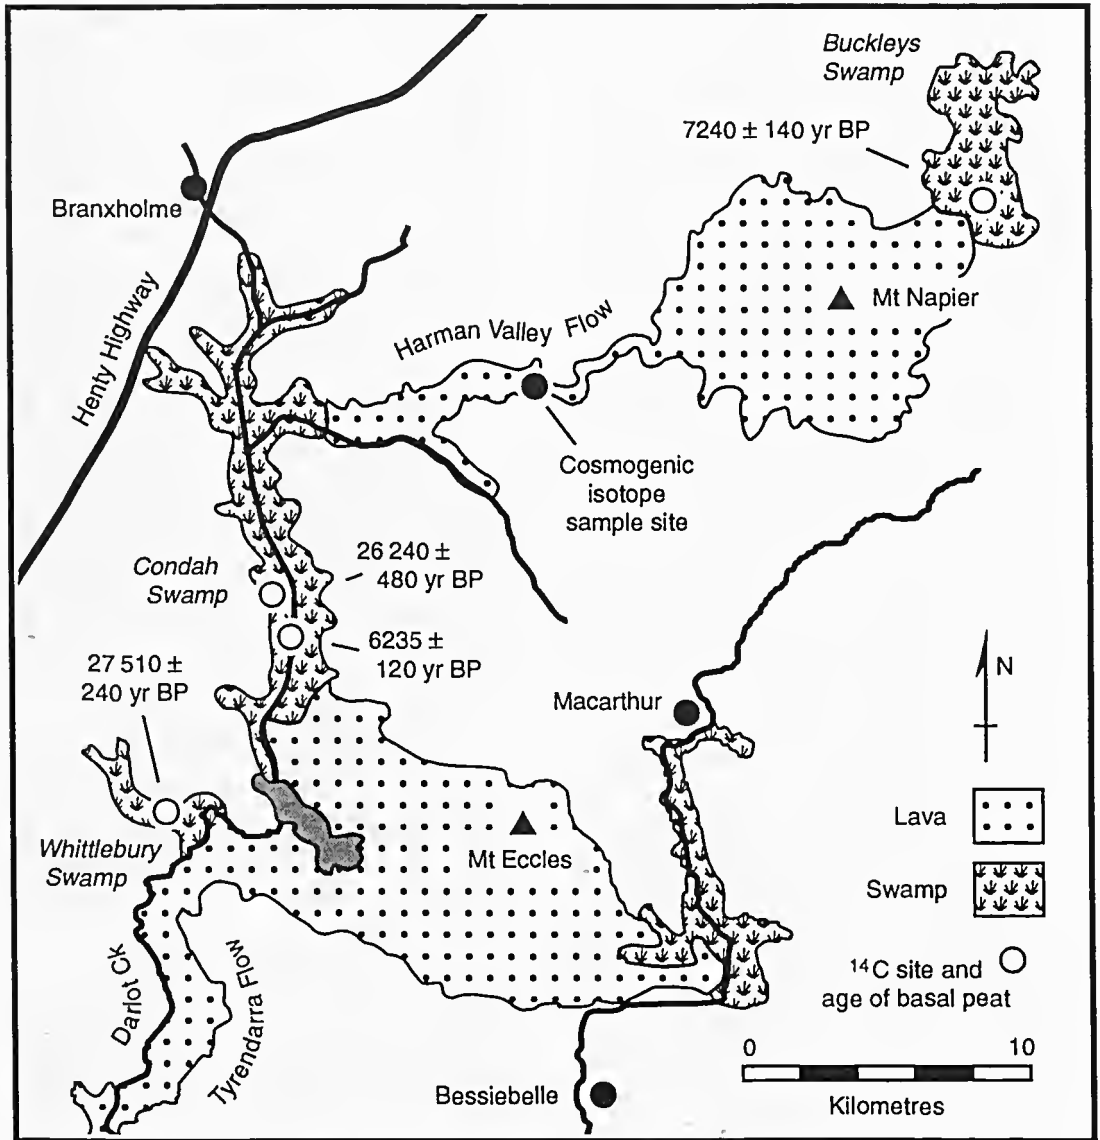 Buckleys
Swamp
7240 ± 140 yr BP
Branxholme
Henty Highway
Mt Napier
Harman Valley Flow
Cosmogenic
isotope
sample site
Condah
Swamp
26 240 ±
480 yr BP
6235 ±
120 yr BP
27 510 ±
240 yr BP
Macarthur
N
Whittlebury
Swamp
Mt Eccles
Lava
Swamp
14C site and
age of basal peat
Darlot Ck
Tyrendarra Flow
Bessiebelle
0 10
Kilometres